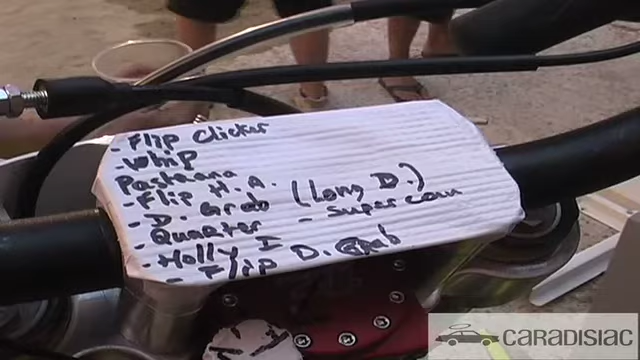 - Flip Clicker
- Whip
Pastrana
- Flip H.A.
- D. Grab (Long D.)
- Quarter - Super can
- Holly I
- Flip D. Grab
CARADISIAC